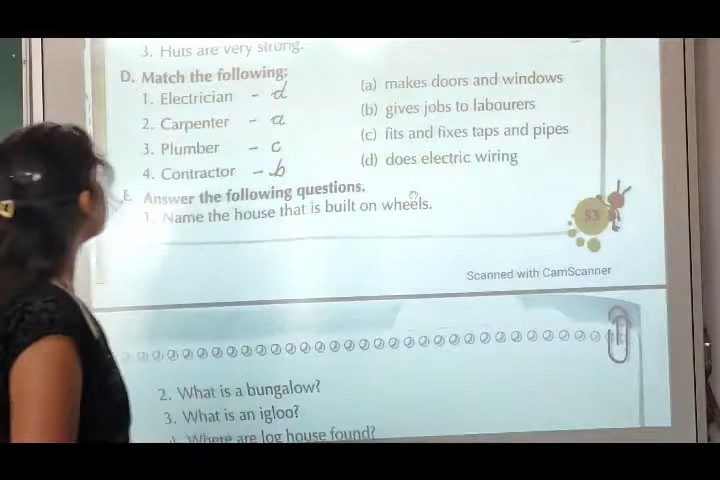 3. Huts are very strong.
D. Match the following:
1. Electrician - d (a) makes doors and windows
2. Carpenter - a (b) gives jobs to labourers
3. Plumber - c (c) fits and fixes taps and pipes
4. Contractor - b (d) does electric wiring
E Answer the following questions.
1. Name the house that is built on wheels.
53
Scanned with CamScanner
2. What is a bungalow?
3. What is an igloo?
4. Where are log house found?